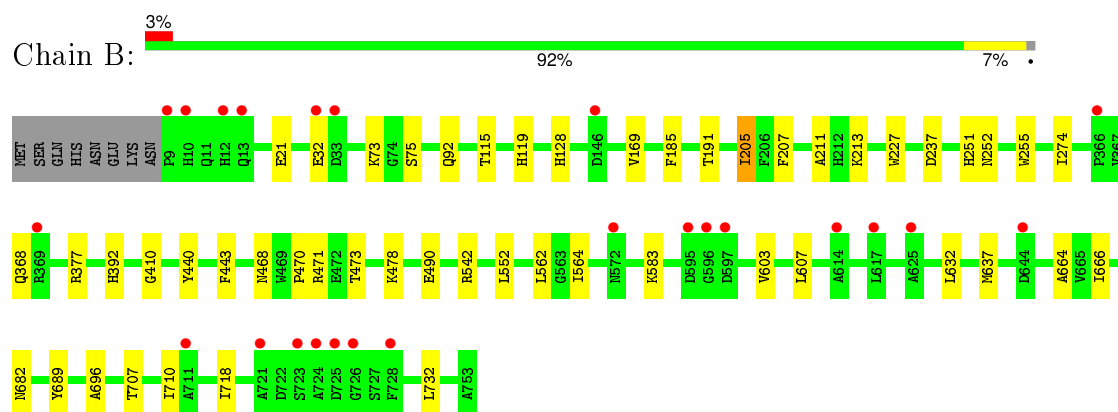 3%
Chain B:
92%
7%
•
MET SER GLN HIS ASN GLU LYS ASN P9 H10 Q11 H12 Q13 E21 E32 D33 K73 G74 S75 Q92 T115 H119 H128 D146 V169 F185 T191 I205 F206 F207 A211 H212 K213 W227 D237 H251 N252 W255 I274 P366 V367
Q368 R369 R377 H392 G410 Y440 F443 N468 W469 P470 R471 E472 T473 K478 E490 R542 L552 L562 G563 I564 N572 K583 D595 G596 D597 V603 L607 A614 L617 A625 L632 M637 D644 A664 V665 I666
N682 Y689 A696 T707 I710 A711 I718 A721 D722 S723 A724 D725 G726 S727 F728 L732 A753